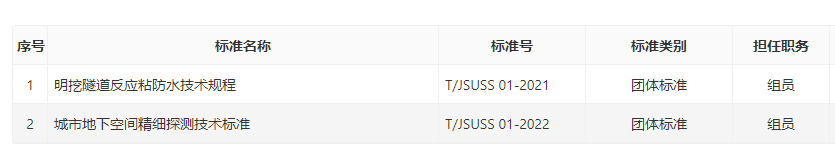 序号 标准名称 标准号 标准类别 担任职务
1 明挖隧道反应粘防水技术规程 T/JSUSS 01-2021 团体标准 组员
2 城市地下空间精细探测技术标准 T/JSUSS 01-2022 团体标准 组员